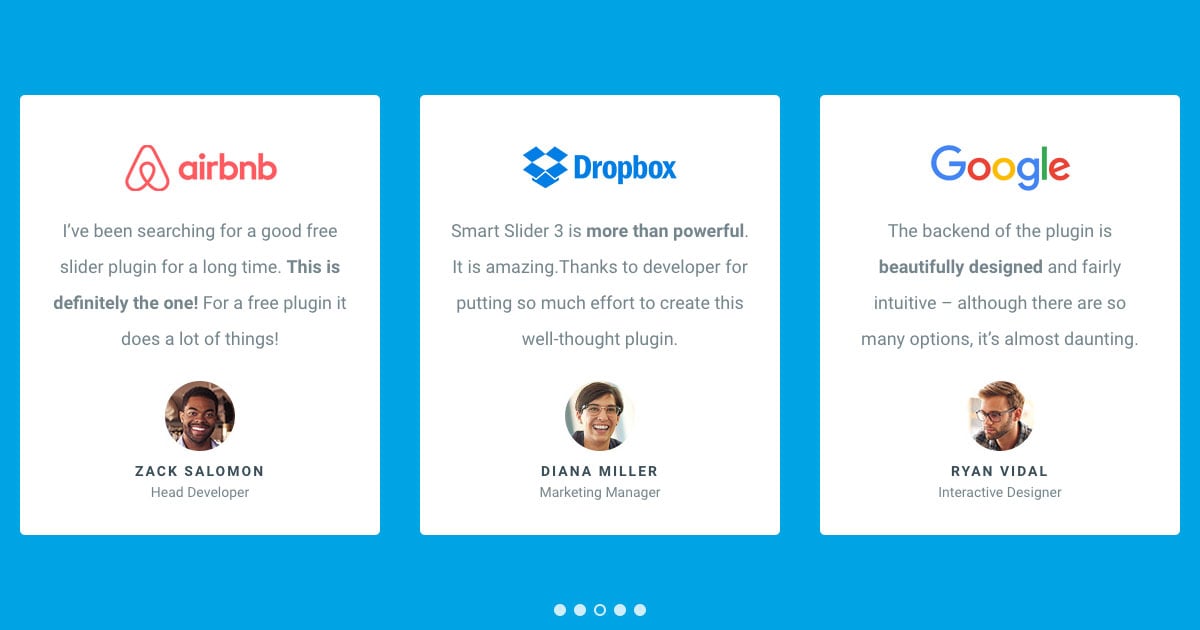 airbnb
I’ve been searching for a good free
slider plugin for a long time. This is
definitely the one! For a free plugin it
does a lot of things!
ZACK SALOMON
Head Developer
Dropbox
Smart Slider 3 is more than powerful.
It is amazing.Thanks to developer for
putting so much effort to create this
well-thought plugin.
DIANA MILLER
Marketing Manager
Google
The backend of the plugin is
beautifully designed and fairly
intuitive – although there are so
many options, it’s almost daunting.
RYAN VIDAL
Interactive Designer